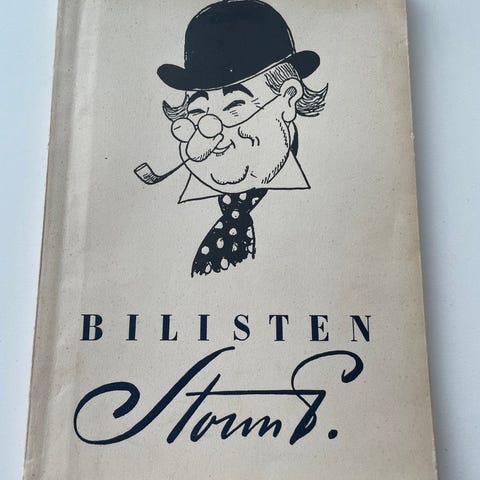 BILISTEN
Storm P.